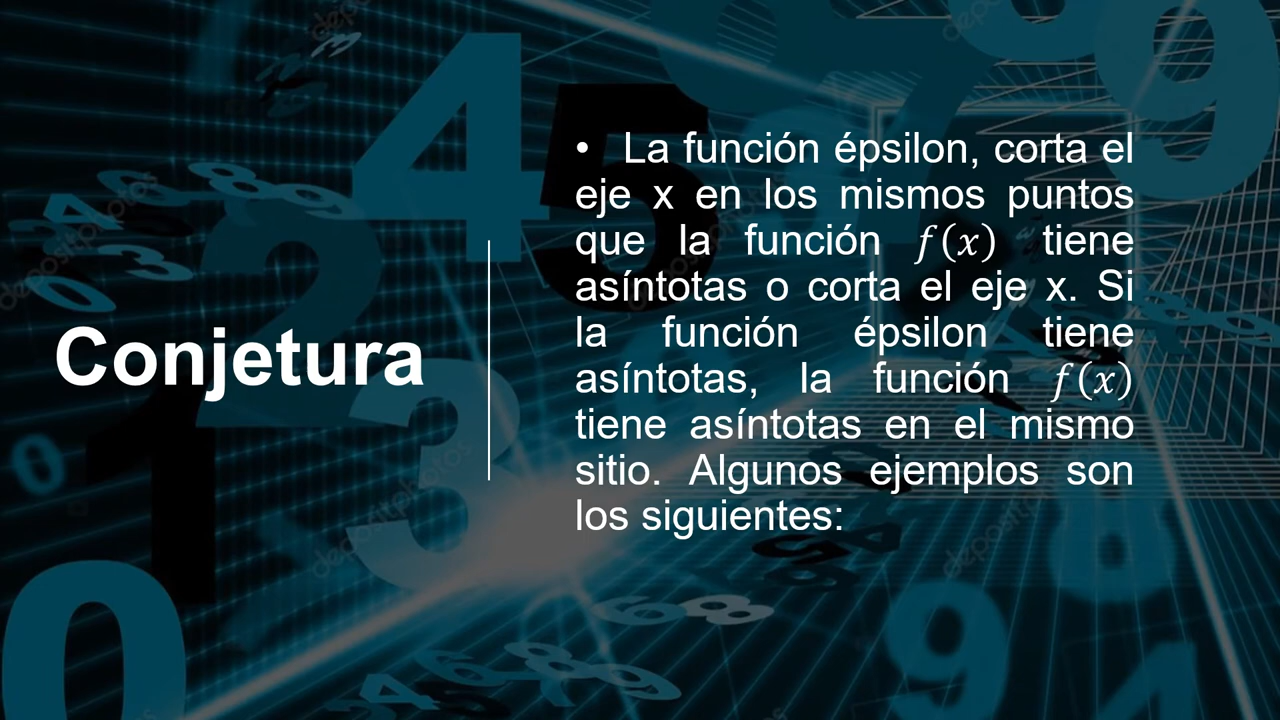 Conjetura
• La función épsilon, corta el
eje x en los mismos puntos
que la función 𝑓(𝑥) tiene
asíntotas o corta el eje x. Si
la función épsilon tiene
asíntotas, la función 𝑓(𝑥)
tiene asíntotas en el mismo
sitio. Algunos ejemplos son
los siguientes: